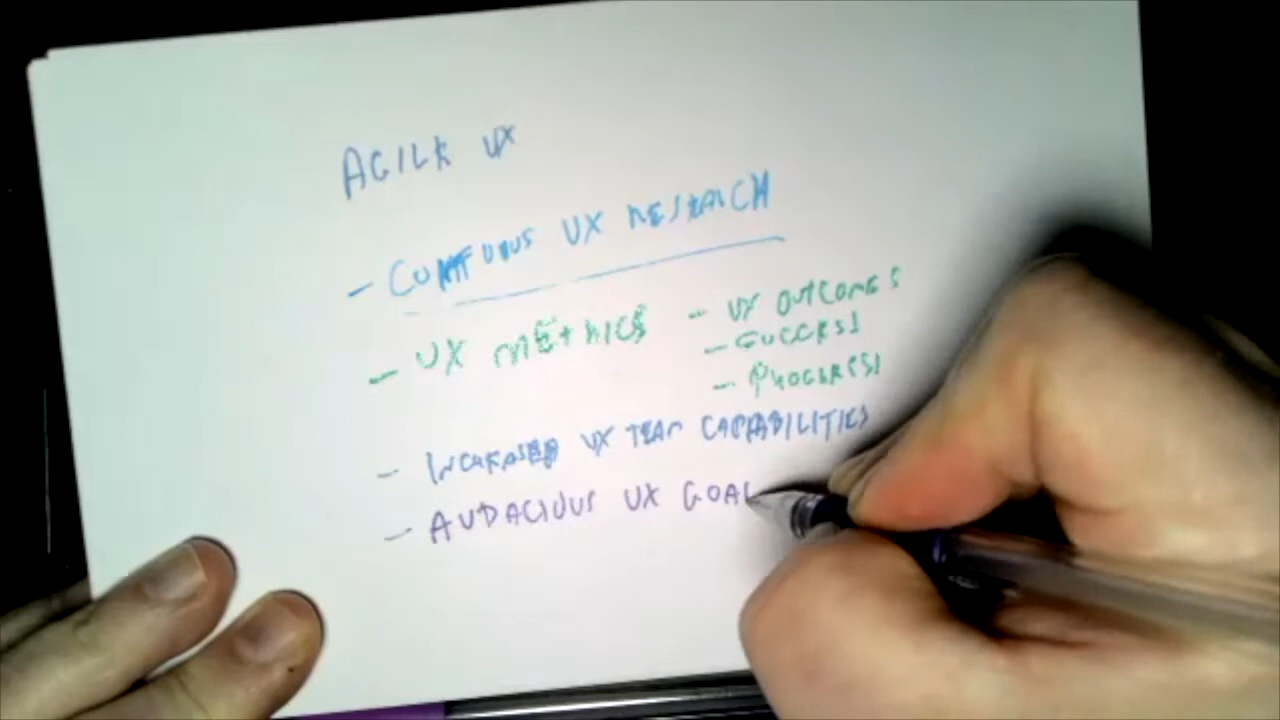 AGILE UX
- CONTINUOUS UX RESEARCH
- UX METRICS
- UX OUTCOMES
- SUCCESS
- PROGRESS
- INCREASED UX TEAM CAPABILITIES
- AUDACIOUS UX GOAL